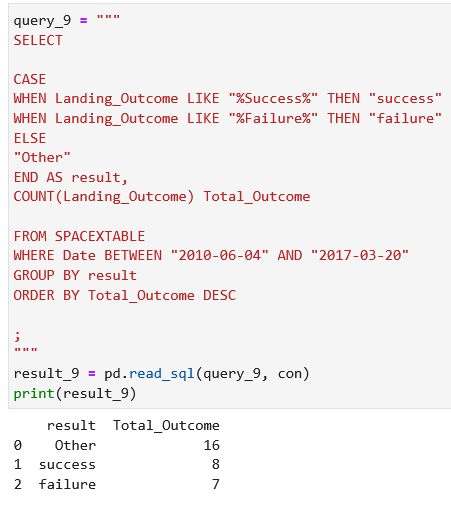 query_9 = """
SELECT
CASE
WHEN Landing_Outcome LIKE "%Success%" THEN "success"
WHEN Landing_Outcome LIKE "%Failure%" THEN "failure"
ELSE
"Other"
END AS result,
COUNT(Landing_Outcome) Total_Outcome
FROM SPACEXTABLE
WHERE Date BETWEEN "2010-06-04" AND "2017-03-20"
GROUP BY result
ORDER BY Total_Outcome DESC
;
"""
result_9 = pd.read_sql(query_9, con)
print(result_9)
result Total_Outcome
0 Other 16
1 success 8
2 failure 7